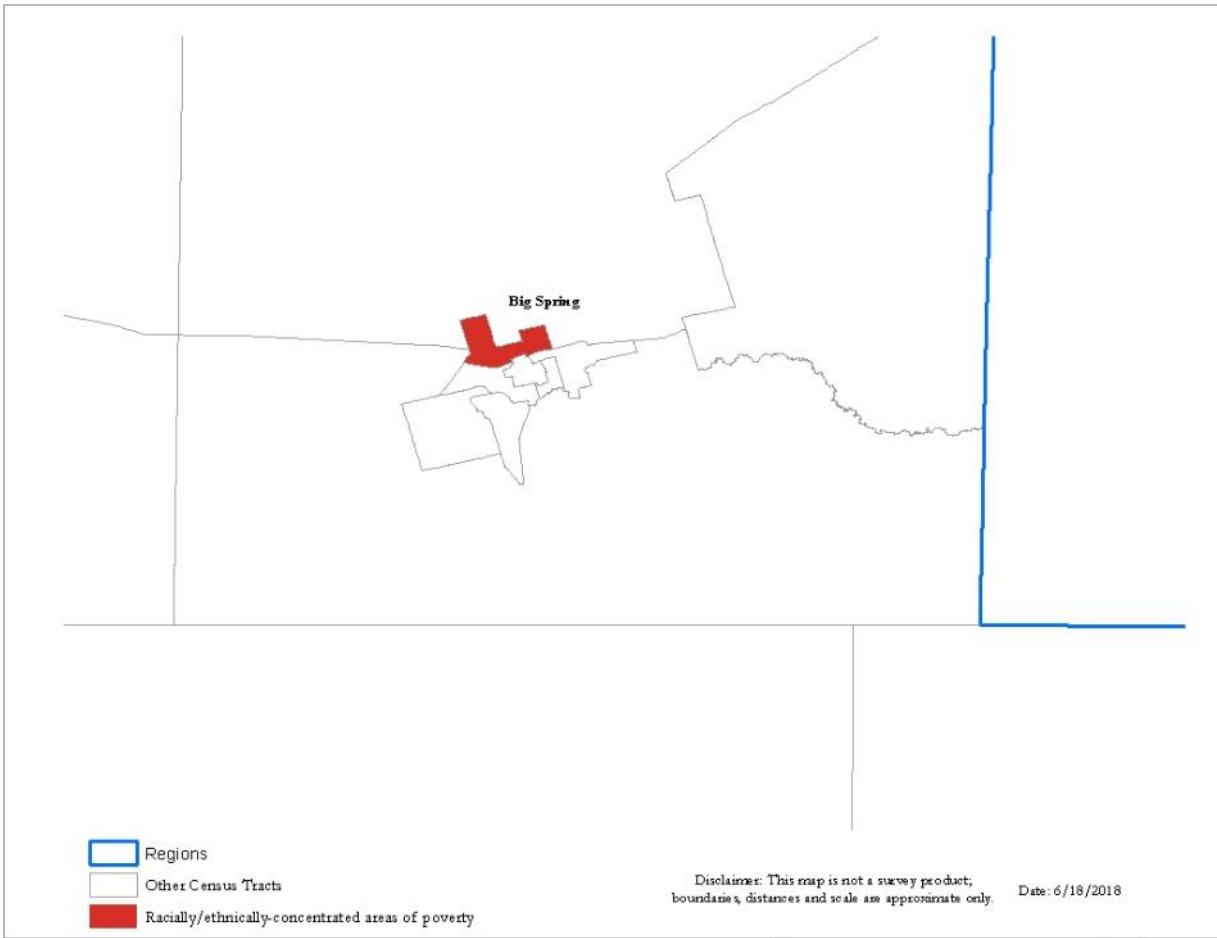 Big Spring
Regions
Other Census Tracts
Racially/ethnically-concentrated areas of poverty
Disclaimer: This map is not a survey product;
boundaries, distances and scale are approximate only.
Date: 6/18/2018